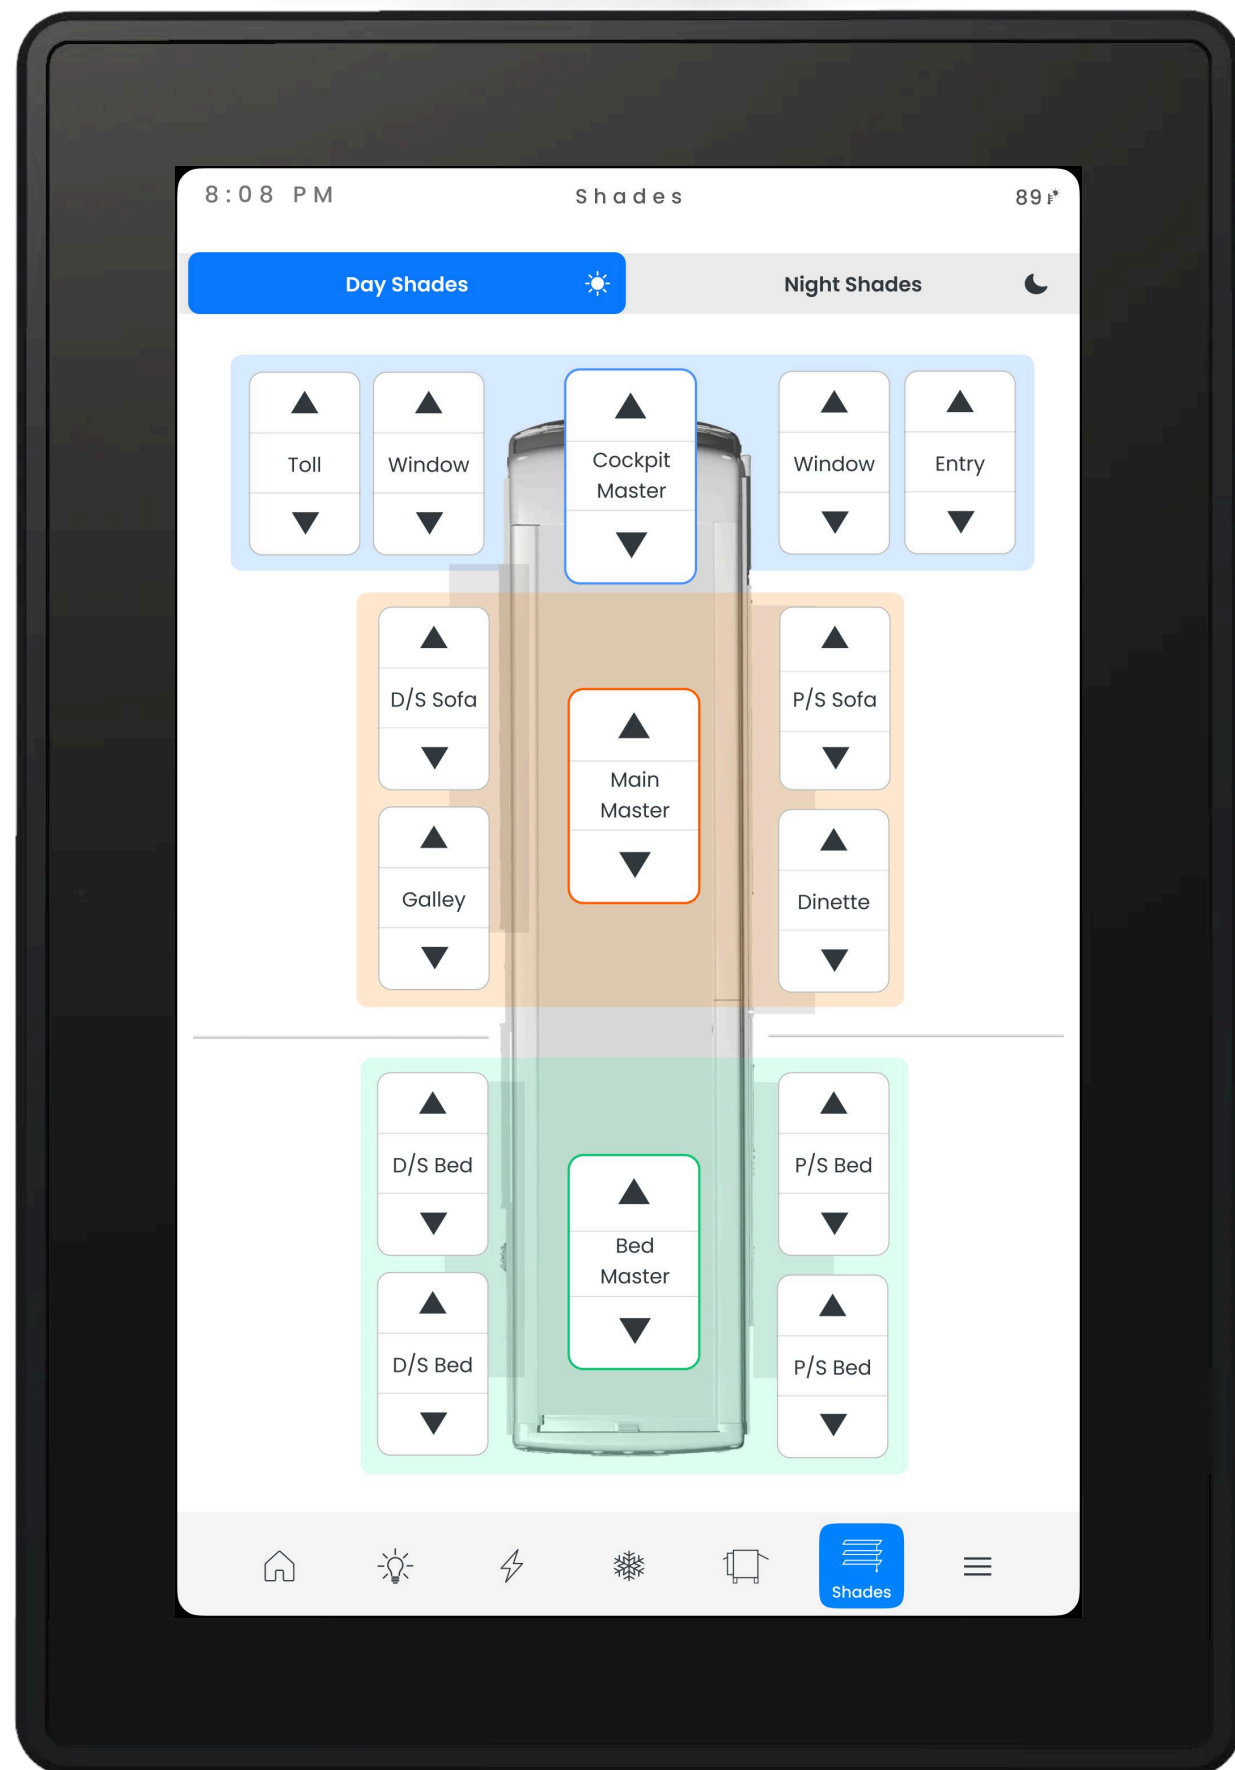 8:08 PM
Shades
89
Day Shades
Night Shades
Toll
Window
Cockpit
Master
Window
Entry
D/S Sofa
P/S Sofa
Main
Master
Galley
Dinette
D/S Bed
P/S Bed
Bed
Master
D/S Bed
P/S Bed
Shades